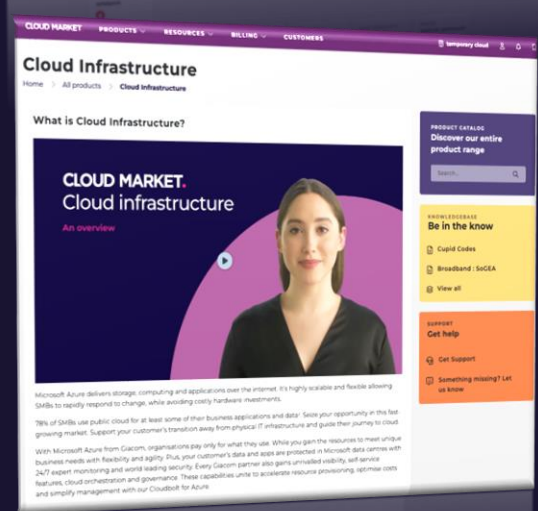 CLOUD MARKET PRODUCTS RESOURCES BILLING CUSTOMERS temporary cloud
Cloud Infrastructure
Home > All products > Cloud Infrastructure
What is Cloud Infrastructure?
CLOUD MARKET.
Cloud infrastructure
An overview
Microsoft Azure delivers storage, computing and applications over the internet. It's highly scalable and flexible allowing
SMBs to rapidly respond to change, while avoiding costly hardware investments.
78% of SMBs use public cloud for at least some of their business applications and data¹. Seize your opportunity in this fast
growing market. Support your customer's transition away from physical IT infrastructure and guide their journey to cloud.
With Microsoft Azure from Giacom, organisations pay only for what they use. While you gain the resources to meet unique
business needs with flexibility and agility. Plus, your customer's data and apps are protected in Microsoft data centres with
24/7 expert monitoring and world leading security. Every Giacom partner also gains unrivalled visibility, self-service
features, cloud orchestration and governance. These capabilities unite to accelerate resource provisioning, optimise costs
and simplify management with our Cloudbolt for Azure.
PRODUCT CATALOG
Discover our entire
product range
Search...
KNOWLEDGEBASE
Be in the know
Cupid Codes
Broadband : SoGEA
View all
SUPPORT
Get help
Get Support
Something missing? Let
us know